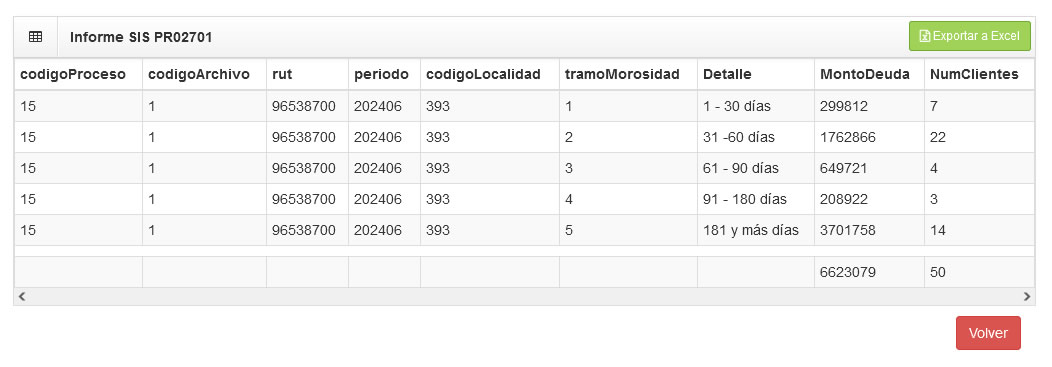 Informe SIS PR02701 Exportar a Excel
codigoProceso codigoArchivo rut periodo codigoLocalidad tramoMorosidad Detalle MontoDeuda NumClientes
15 1 96538700 202406 393 1 1 - 30 días 299812 7
15 1 96538700 202406 393 2 31 -60 días 1762866 22
15 1 96538700 202406 393 3 61 - 90 días 649721 4
15 1 96538700 202406 393 4 91 - 180 días 208922 3
15 1 96538700 202406 393 5 181 y más días 3701758 14
6623079 50
Volver